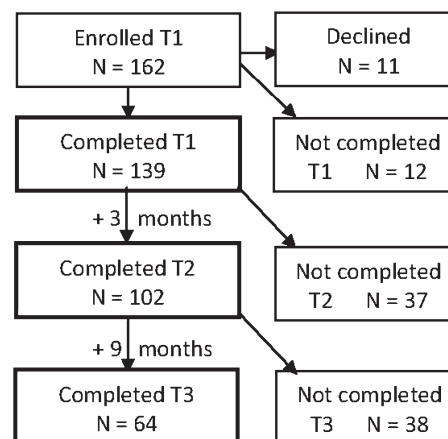 Enrolled T1
N = 162
Declined
N = 11
Completed T1
N = 139
Not completed
T1 N = 12
+ 3 months
Completed T2
N = 102
Not completed
T2 N = 37
+ 9 months
Completed T3
N = 64
Not completed
T3 N = 38